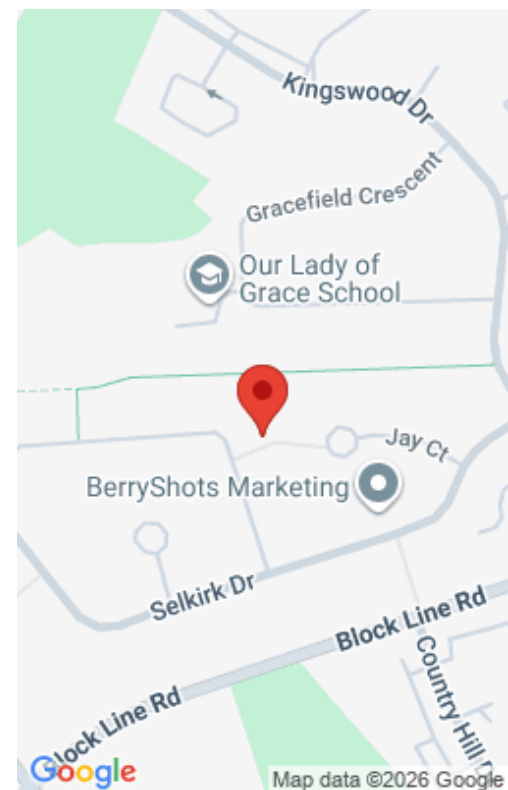 Kingswood Dr
Gracefield Crescent
Our Lady of
Grace School
Jay Ct
BerryShots Marketing
Selkirk Dr
Block Line Rd
Block Line Rd
Country Hill D
Google
Map data ©2026 Google